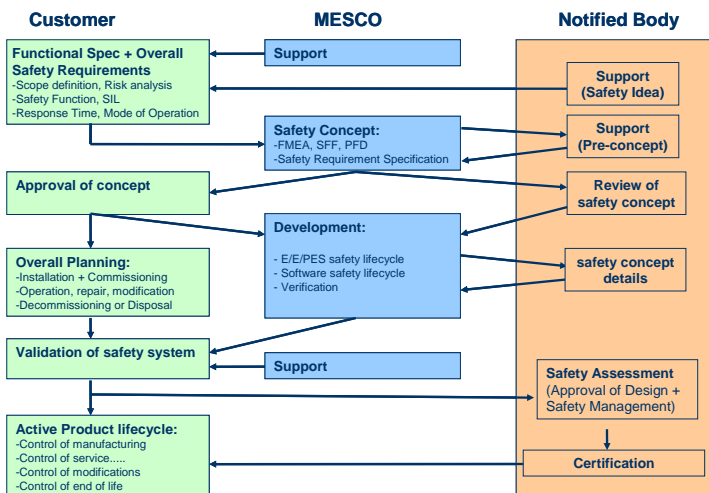 Customer
MESCO
Notified Body
Functional Spec + Overall
Safety Requirements
-Scope definition, Risk analysis
-Safety Function, SIL
-Response Time, Mode of Operation
Support
Support
(Safety Idea)
Safety Concept:
-FMEA, SFF, PFD
-Safety Requirement Specification
Support
(Pre-concept)
Approval of concept
Review of
safety concept
Development:
- E/E/PES safety lifecycle
- Software safety lifecycle
- Verification
Overall Planning:
-Installation + Commissioning
-Operation, repair, modification
-Decommissioning or Disposal
safety concept
details
Validation of safety system
Support
Safety Assessment
(Approval of Design +
Safety Management)
Active Product lifecycle:
-Control of manufacturing
-Control of service.....
-Control of modifications
-Control of end of life
Certification